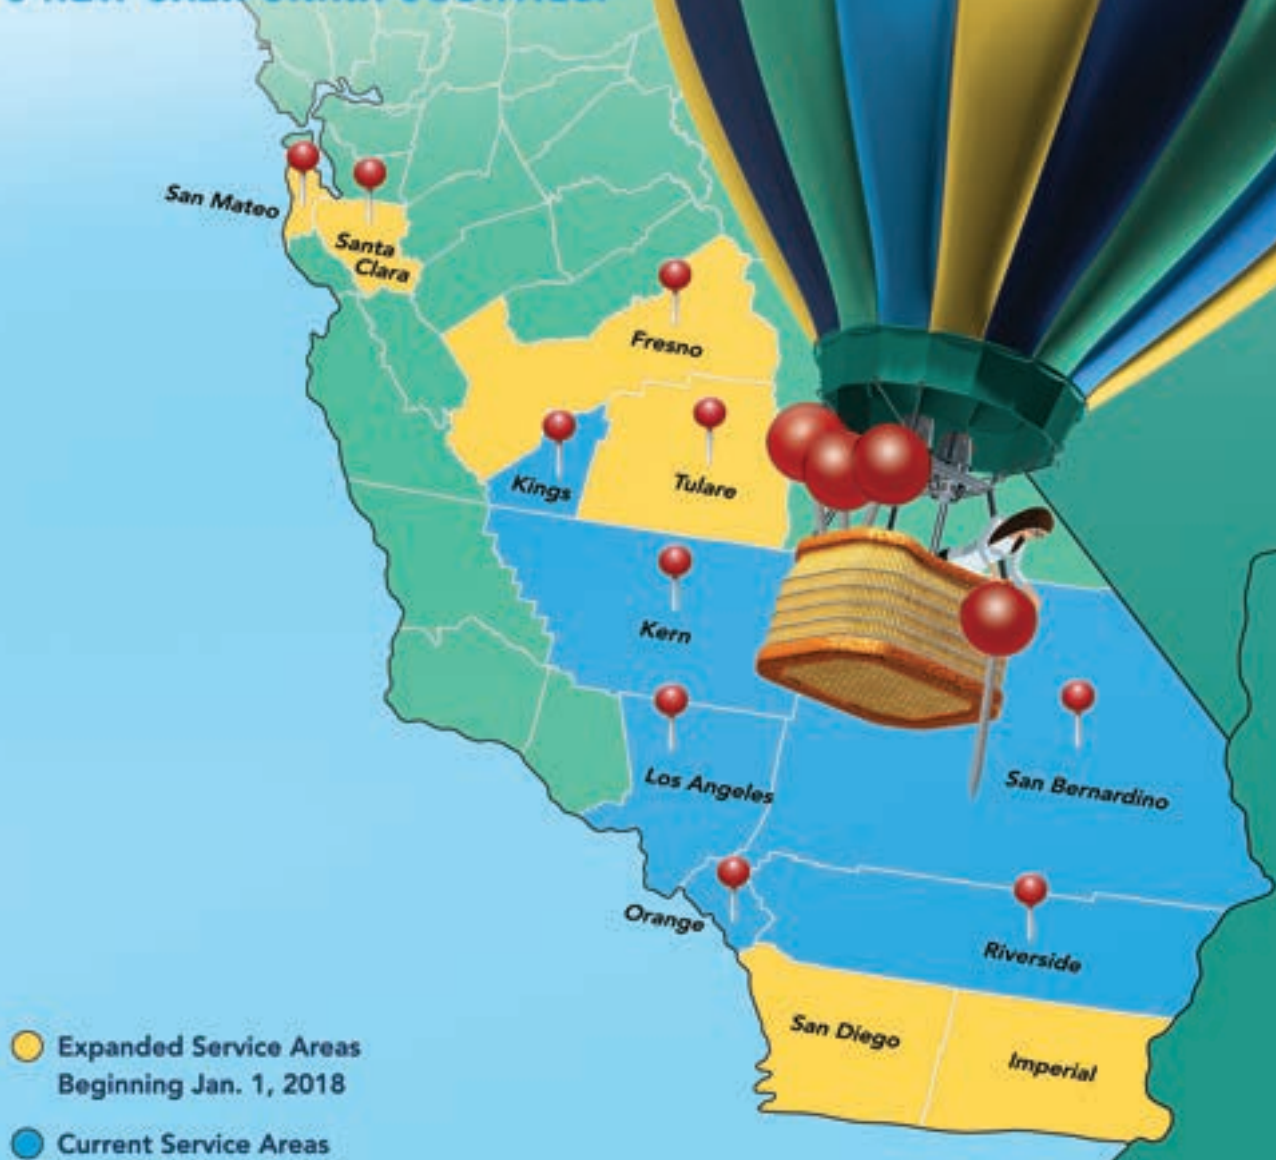 San Mateo
Santa
Clara
Fresno
Kings
Tulare
Kern
Los Angeles
San Bernardino
Orange
Riverside
San Diego
Imperial
Expanded Service Areas
Beginning Jan. 1, 2018
Current Service Areas